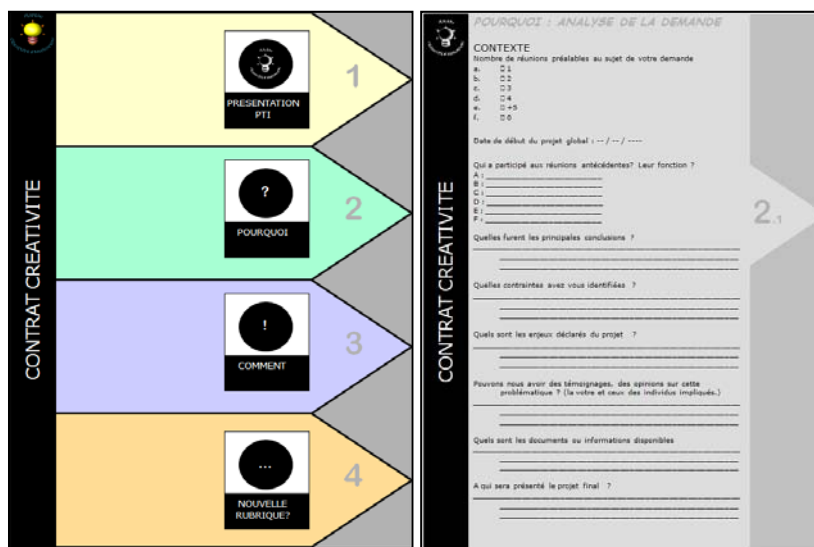 CONTRAT CREATIVITE
1
PRESENTATION
PTI
2
?
POURQUOI
3
!
COMMENT
4
...
NOUVELLE
RUBRIQUE?
CONTRAT CREATIVITE
POURQUOI : ANALYSE DE LA DEMANDE
CONTEXTE
Nombre de réunions préalables au sujet de votre demande
a. □ 1
b. □ 2
c. □ 3
d. □ 4
e. □ +5
f. □ 0
Date de début du projet global : -- / -- / ----
Qui a participé aux réunions antécédentes? Leur fonction ?
A :
B :
C :
D :
E :
F :
2.1
Quelles furent les principales conclusions ?
Quelles contraintes avez vous identifiées ?
Quels sont les enjeux déclarés du projet ?
Pouvons nous avoir des témoignages, des opinions sur cette
problématique ? (la votre et ceux des individus impliqués.)
Quels sont les documents ou informations disponibles
A qui sera présenté le projet final ?